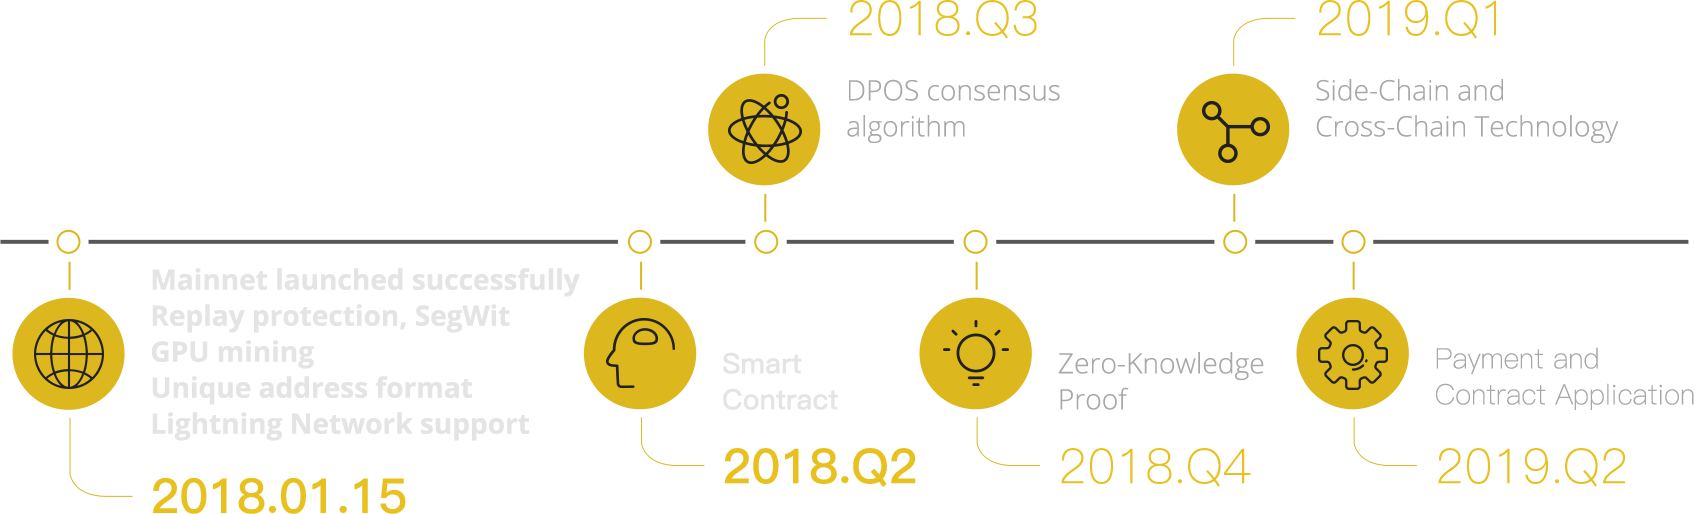 2018.Q3
DPOS consensus
algorithm
2019.Q1
Side-Chain and
Cross-Chain Technology
Mainnet launched successfully
Replay protection, SegWit
GPU mining
Unique address format
Lightning Network support
2018.01.15
Smart
Contract
2018.Q2
Zero-Knowledge
Proof
2018.Q4
Payment and
Contract Application
2019.Q2